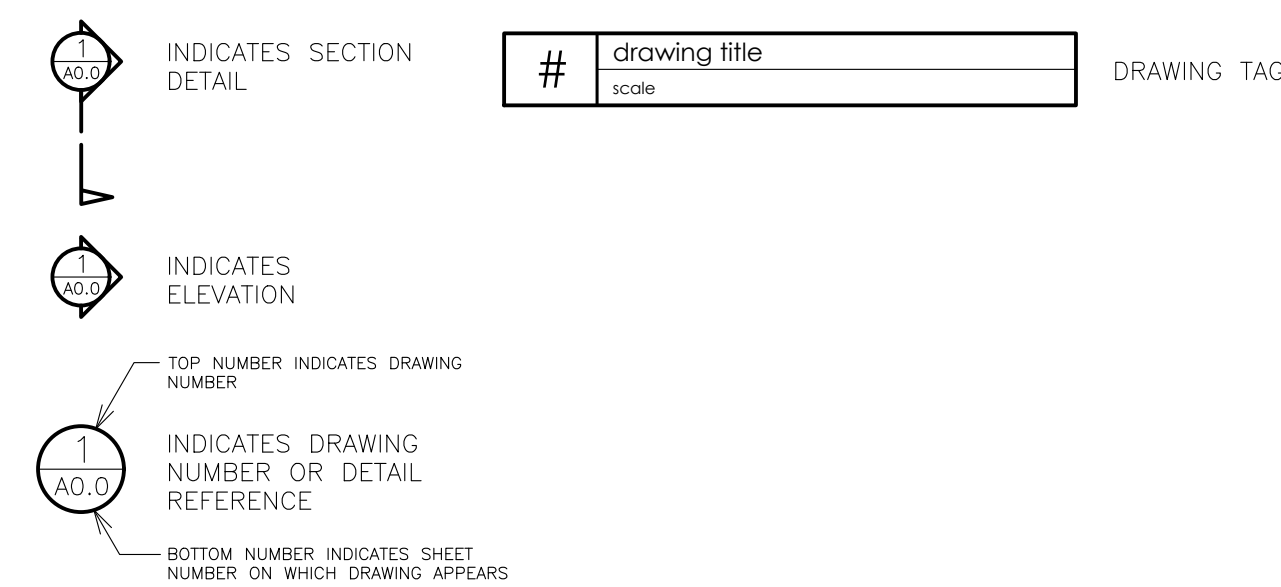 1
A0.0
INDICATES SECTION
DETAIL
#
drawing title
scale
DRAWING TAG
1
A0.0
INDICATES
ELEVATION
TOP NUMBER INDICATES DRAWING
NUMBER
1
A0.0
INDICATES DRAWING
NUMBER OR DETAIL
REFERENCE
BOTTOM NUMBER INDICATES SHEET
NUMBER ON WHICH DRAWING APPEARS